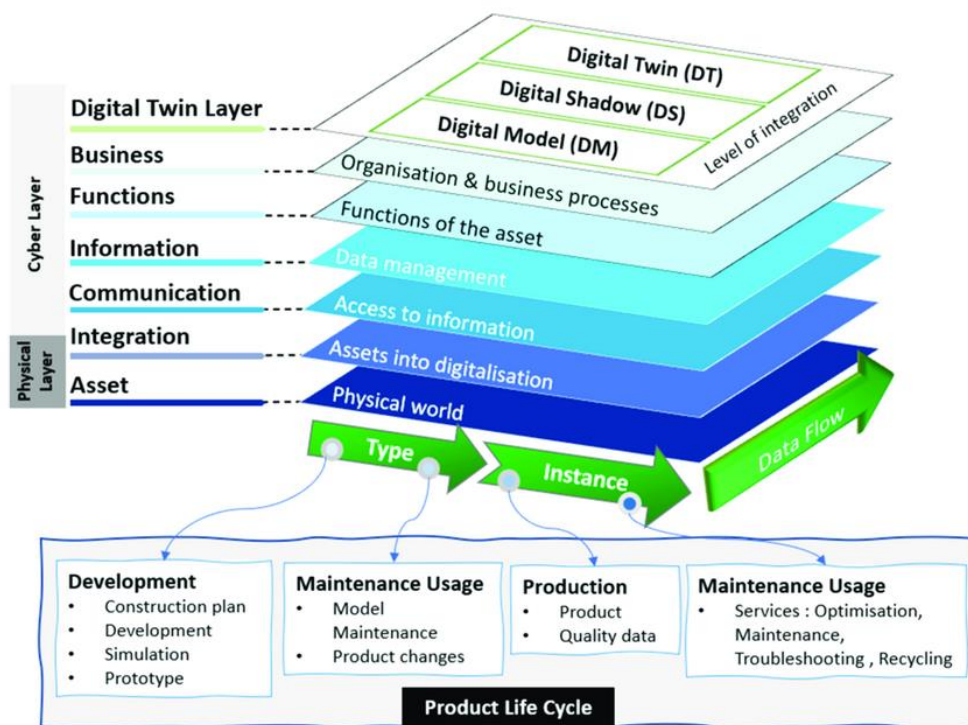 Cyber Layer
Physical
Layer
Digital Twin Layer
Business
Functions
Information
Communication
Integration
Asset
Digital Twin (DT)
Digital Shadow (DS)
Digital Model (DM)
Level of integration
Organisation & business processes
Functions of the asset
Data management
Access to information
Assets into digitalisation
Physical world
Type
Instance
Data Flow
Development
• Construction plan
• Development
• Simulation
• Prototype
Maintenance Usage
• Model
Maintenance
• Product changes
Production
• Product
• Quality data
Maintenance Usage
• Services : Optimisation,
Maintenance,
Troubleshooting , Recycling
Product Life Cycle